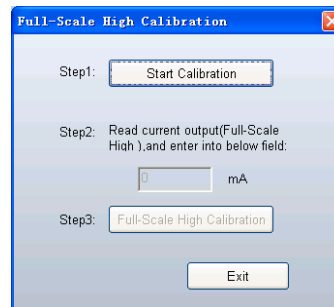 Full-Scale High Calibration
Step1: Start Calibration
Step2: Read current output(Full-Scale
High ),and enter into below field:
0 mA
Step3: Full-Scale High Calibration
Exit